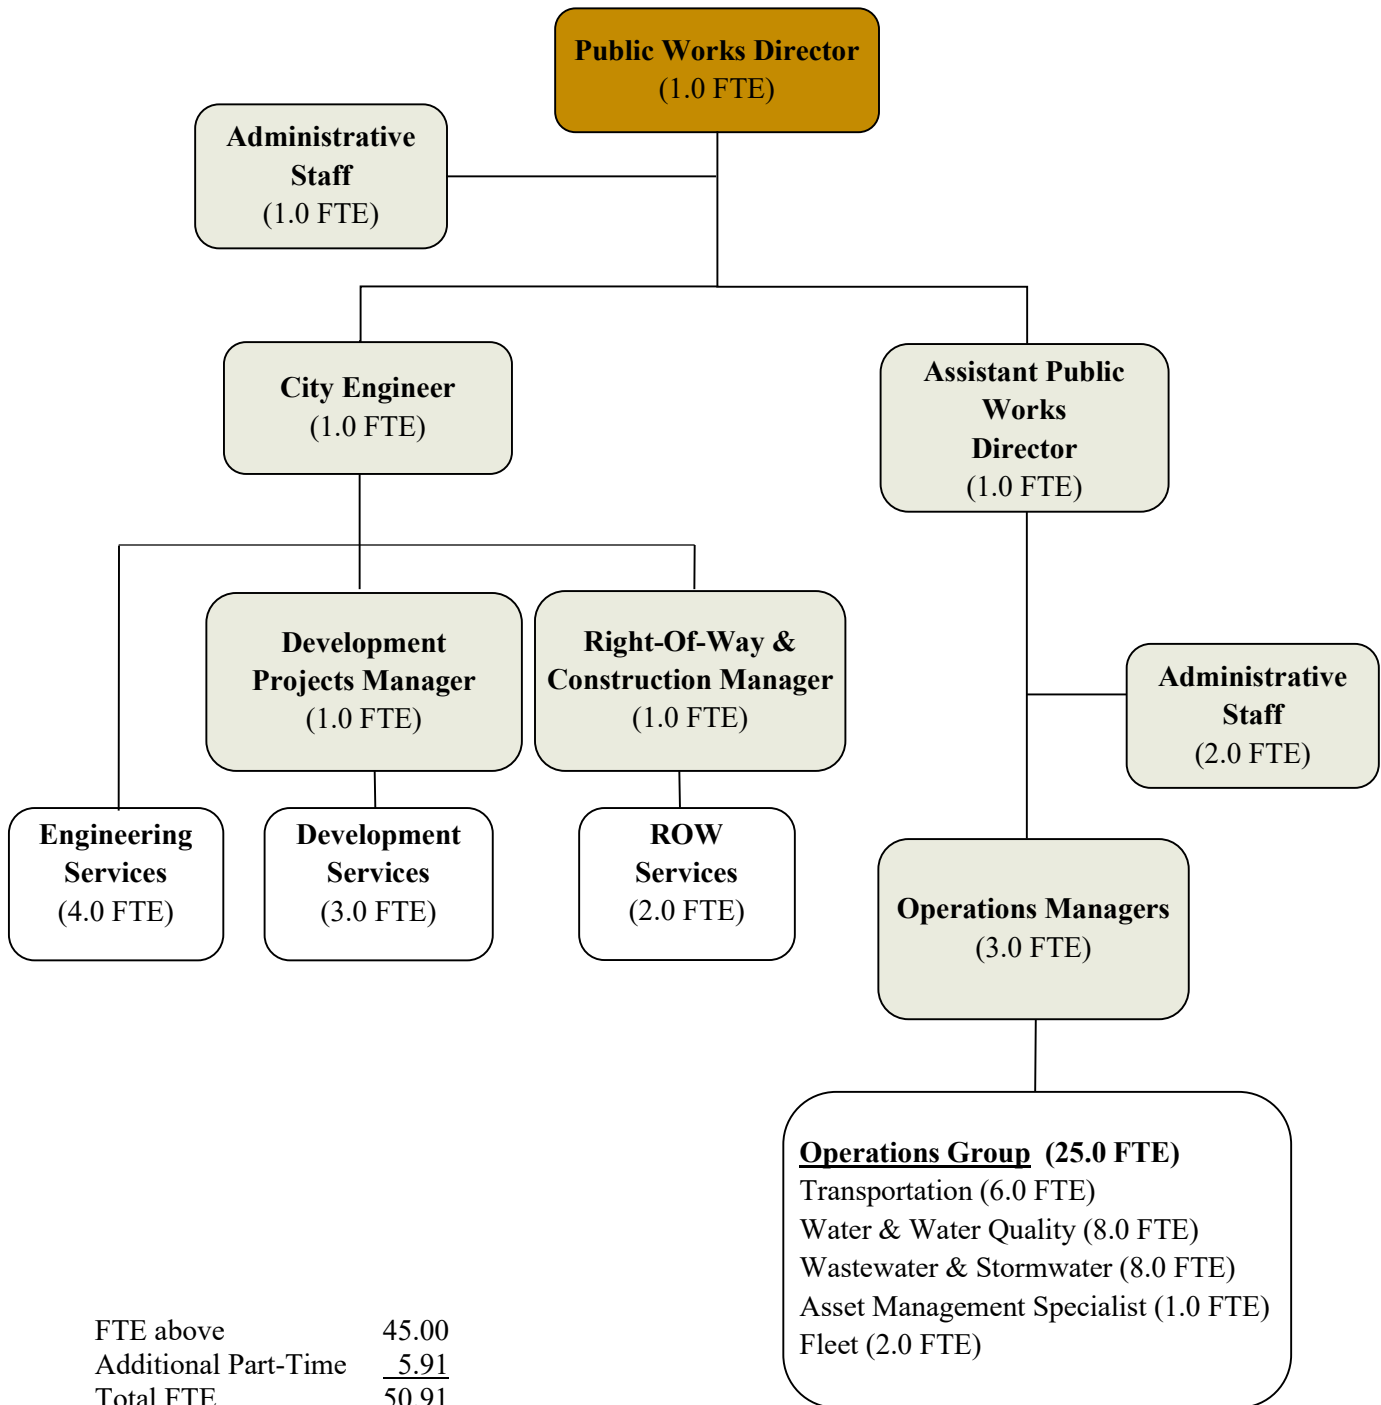 Public Works Director
(1.0 FTE)
Administrative
Staff
(1.0 FTE)
City Engineer
(1.0 FTE)
Assistant Public
Works
Director
(1.0 FTE)
Development
Projects Manager
(1.0 FTE)
Right-Of-Way &
Construction Manager
(1.0 FTE)
Administrative
Staff
(2.0 FTE)
Engineering
Services
(4.0 FTE)
Development
Services
(3.0 FTE)
ROW
Services
(2.0 FTE)
Operations Managers
(3.0 FTE)
Operations Group (25.0 FTE)
Transportation (6.0 FTE)
Water & Water Quality (8.0 FTE)
Wastewater & Stormwater (8.0 FTE)
Asset Management Specialist (1.0 FTE)
Fleet (2.0 FTE)
FTE above 45.00
Additional Part-Time 5.91
Total FTE 50.91